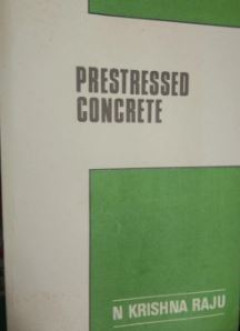 PRESTRESSED
CONCRETE
N KRISHNA RAJU